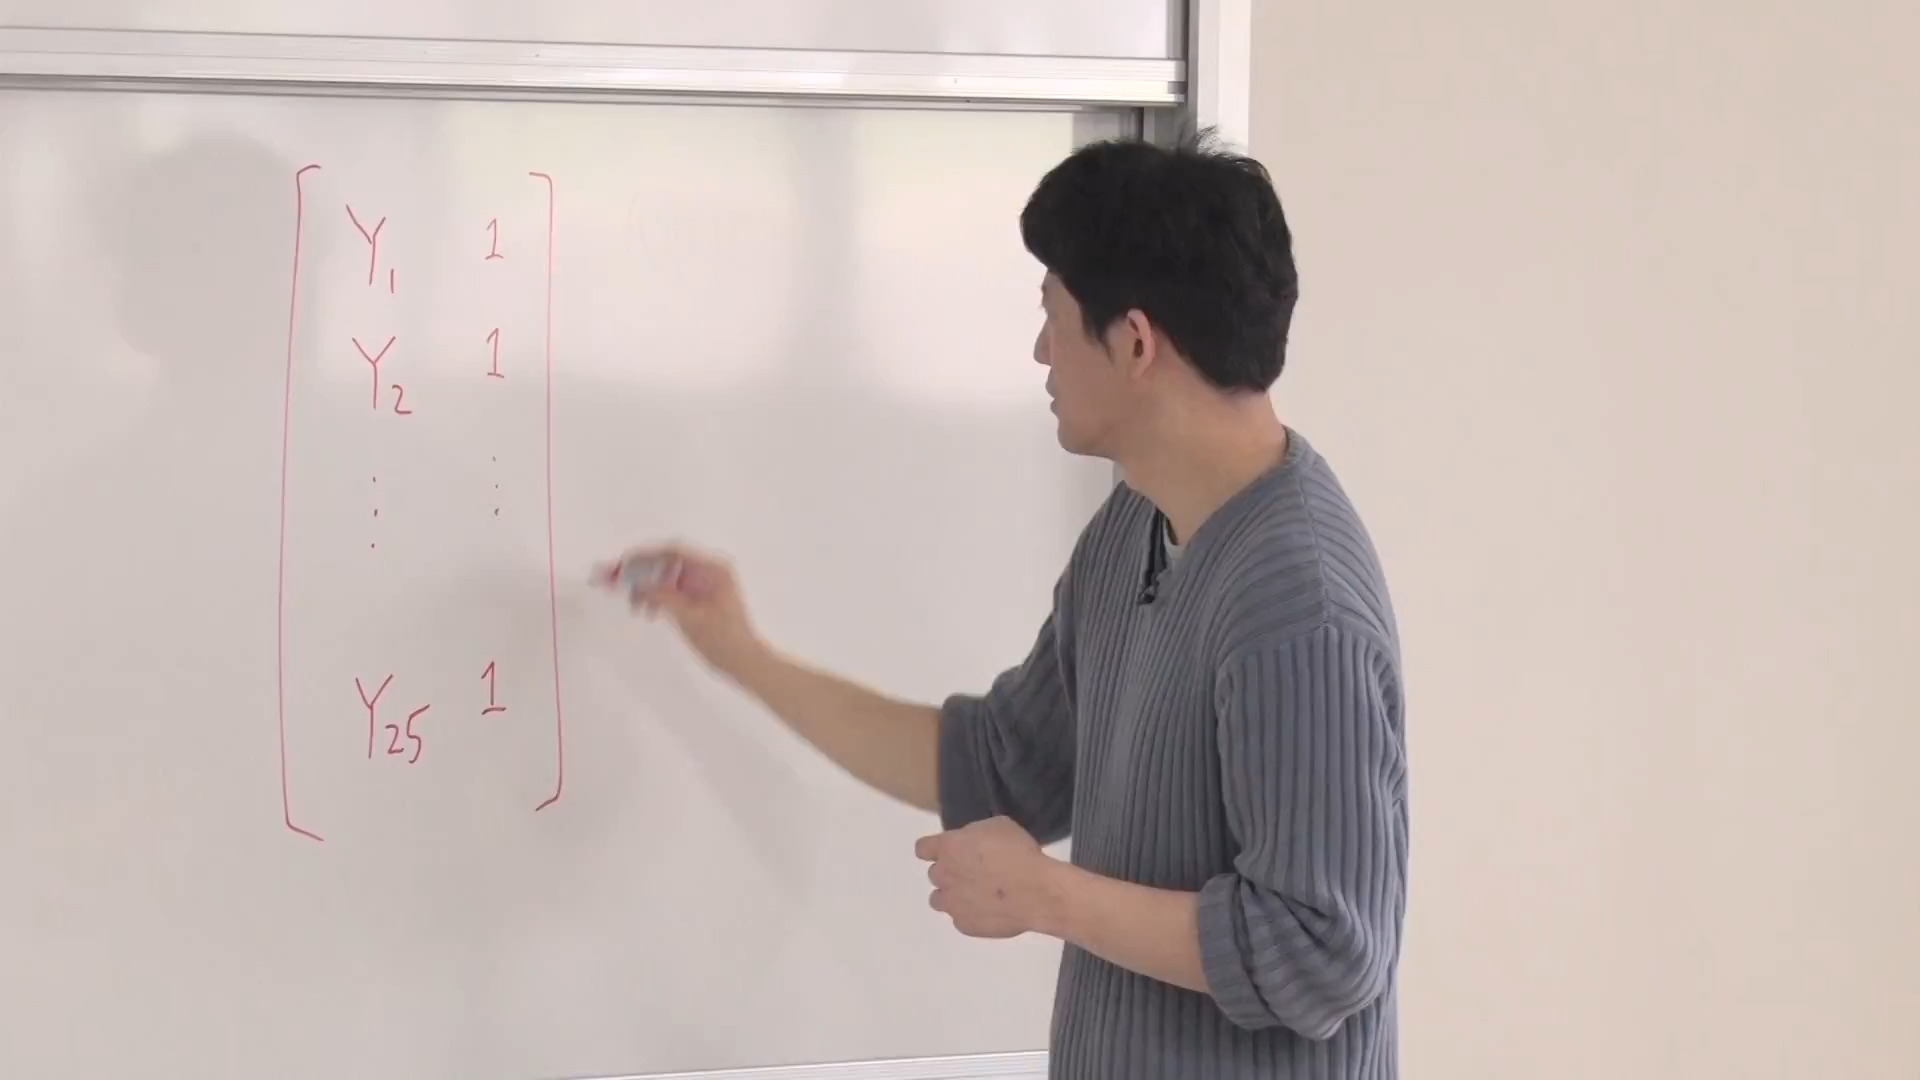 Y₁ 1
Y₂ 1
⋮ ⋮
Y₂₅ 1